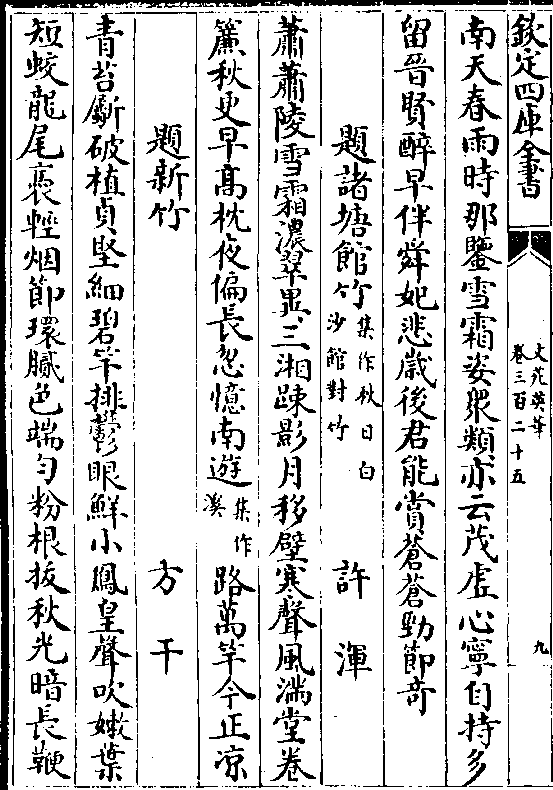 欽定四庫全書
文苑英華
卷三百二十五
九
南天春雨時那鑒雪霜姿衆類亦云茂虚心寧自持多
留晉賢醉早伴舜妃悲歲後君能賞蒼蒼勁節竒
題諸塘館竹集作秋日白沙館對竹 許渾
蕭蕭陵雪霜濃翠異三湘踈影月移壁寒聲風滿堂卷
簾秋更早髙枕夜偏長忽憶南遊集作溪路萬竿今正凉
題新竹 方干
青苔斸破植貞堅細碧竿排鬱眼鮮小鳳皇聲吹嫩葉
短蛟龍尾褭輕烟節環膩色端勻粉根拔秋光暗長鞭